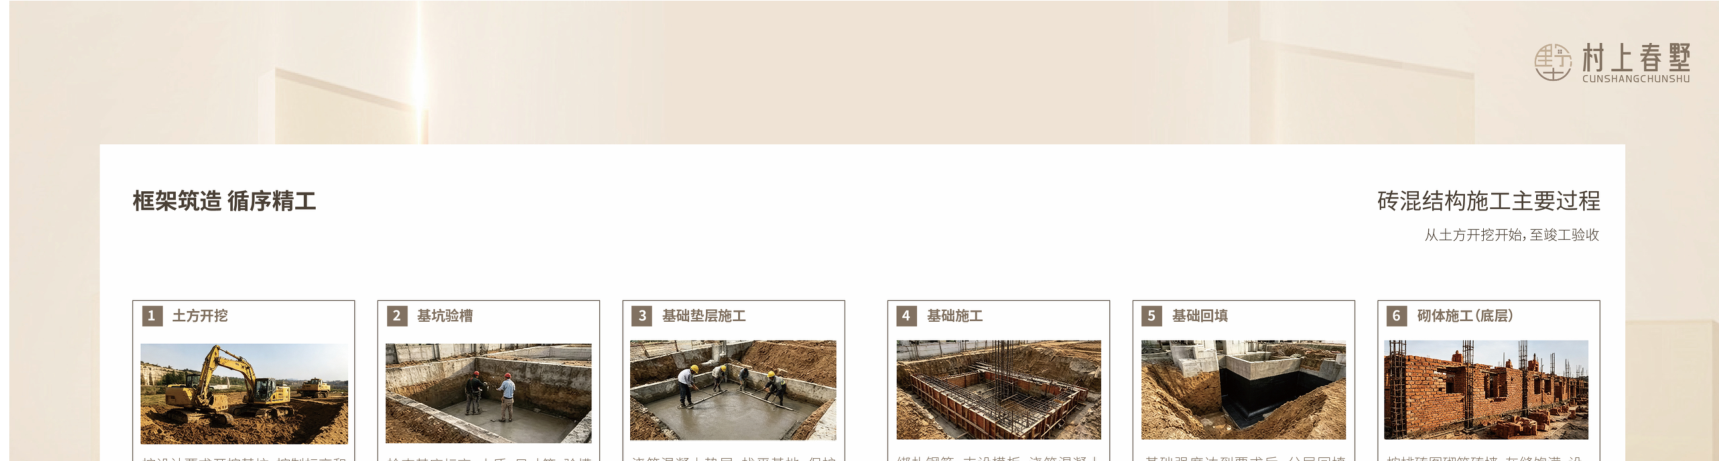 村上春墅
CUNSHANGCHUNSHU
框架筑造 循序精工
砖混结构施工主要过程
从土方开挖开始,至竣工验收
1 土方开挖
2 基坑验槽
3 基础垫层施工
4 基础施工
5 基础回填
6 砌体施工(底层)